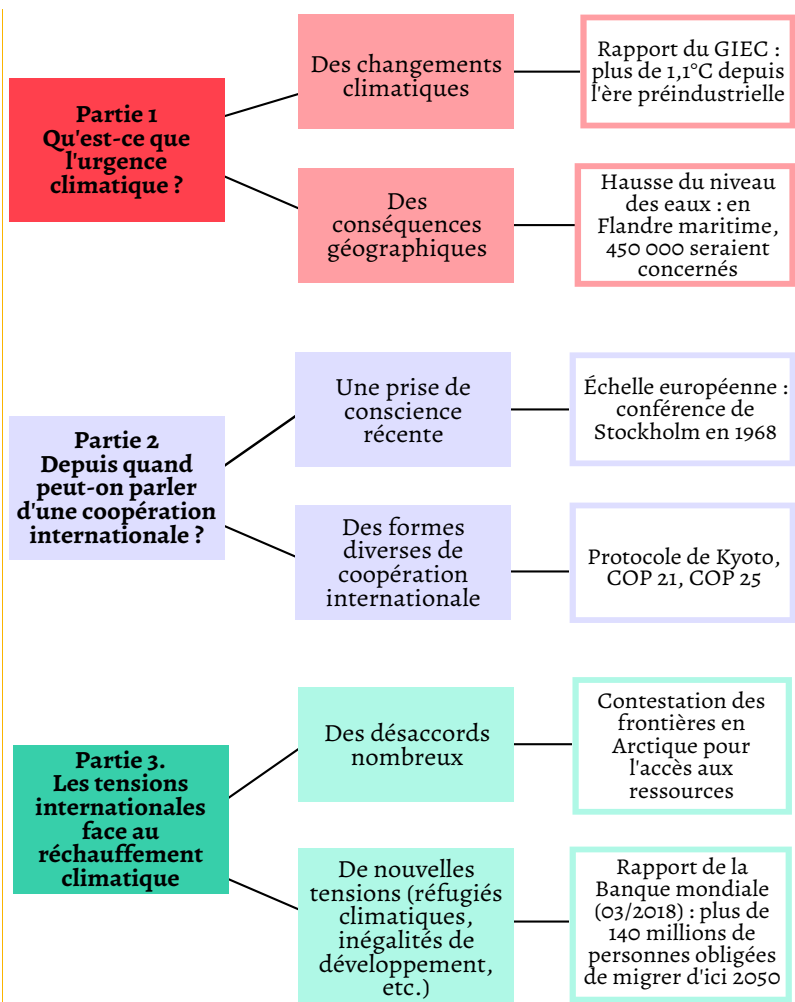 Partie 1
Qu'est-ce que
l'urgence
climatique ?
Des changements
climatiques
Rapport du GIEC :
plus de 1,1°C depuis
l'ère préindustrielle
Des
conséquences
géographiques
Hausse du niveau
des eaux : en
Flandre maritime,
450 000 seraient
concernés
Partie 2
Depuis quand
peut-on parler
d'une coopération
internationale ?
Une prise de
conscience
récente
Échelle européenne :
conférence de
Stockholm en 1968
Des formes
diverses de
coopération
internationale
Protocole de Kyoto,
COP 21, COP 25
Partie 3.
Les tensions
internationales
face au
réchauffement
climatique
Des désaccords
nombreux
Contestation des
frontières en
Arctique pour
l'accès aux
ressources
De nouvelles
tensions (réfugiés
climatiques,
inégalités de
développement,
etc.)
Rapport de la
Banque mondiale
(03/2018) : plus de
140 millions de
personnes obligées
de migrer d'ici 2050